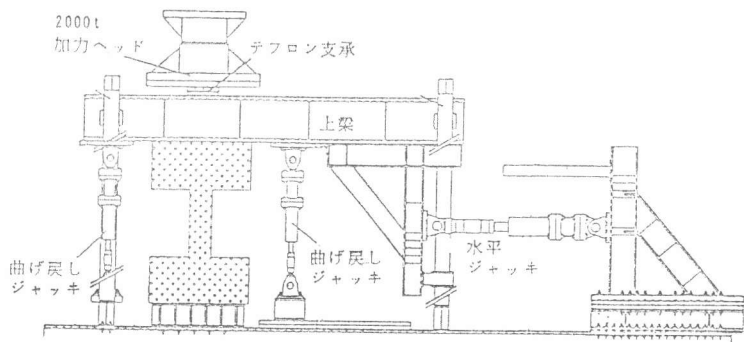 2000t
加力ヘッド
テフロン支承
上梁
曲げ戻し
ジャッキ
曲げ戻し
ジャッキ
水平
ジャッキ